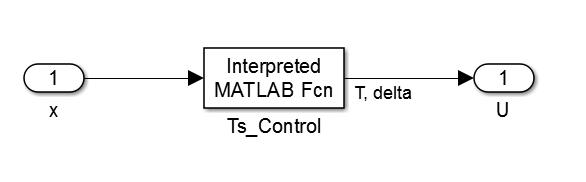 1
x
Interpreted
MATLAB Fcn
Ts_Control
T, delta
1
U